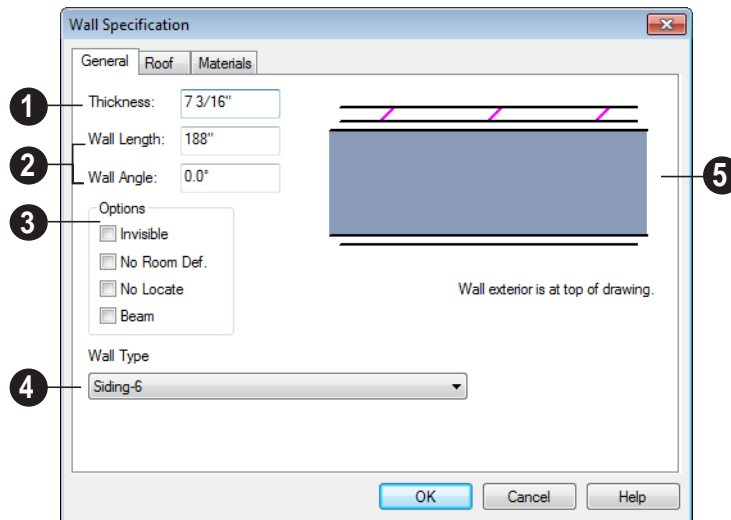 Wall Specification
General Roof Materials
1 Thickness: 7 3/16"
2 Wall Length: 188"
Wall Angle: 0.0°
3 Options
Invisible
No Room Def.
No Locate
Beam
5
Wall exterior is at top of drawing.
Wall Type
4 Siding-6
OK Cancel Help